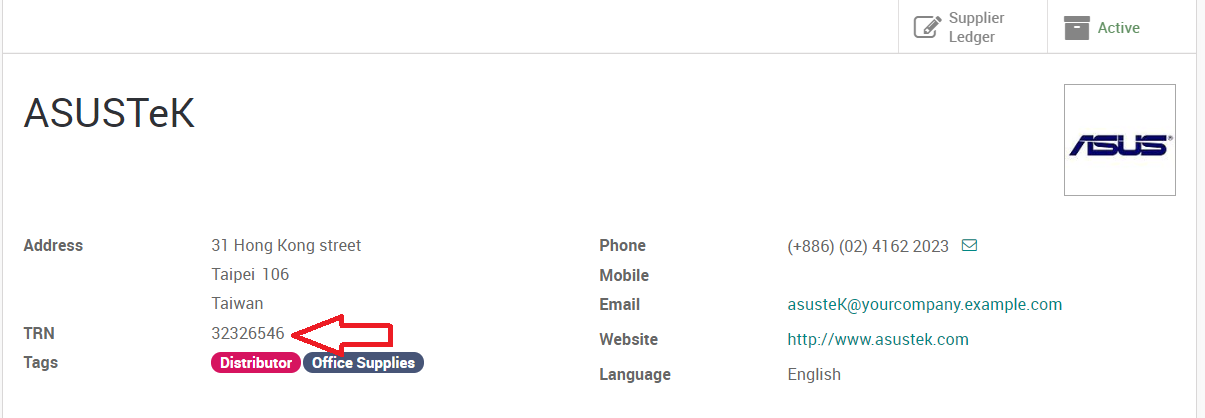 Supplier
Ledger
Active
ASUSTeK
ASUS®
Address
31 Hong Kong street
Taipei 106
Taiwan
TRN
32326546
Tags
Distributor
Office Supplies
Phone
(+886) (02) 4162 2023
Mobile
Email
asusteK@yourcompany.example.com
Website
http://www.asustek.com
Language
English